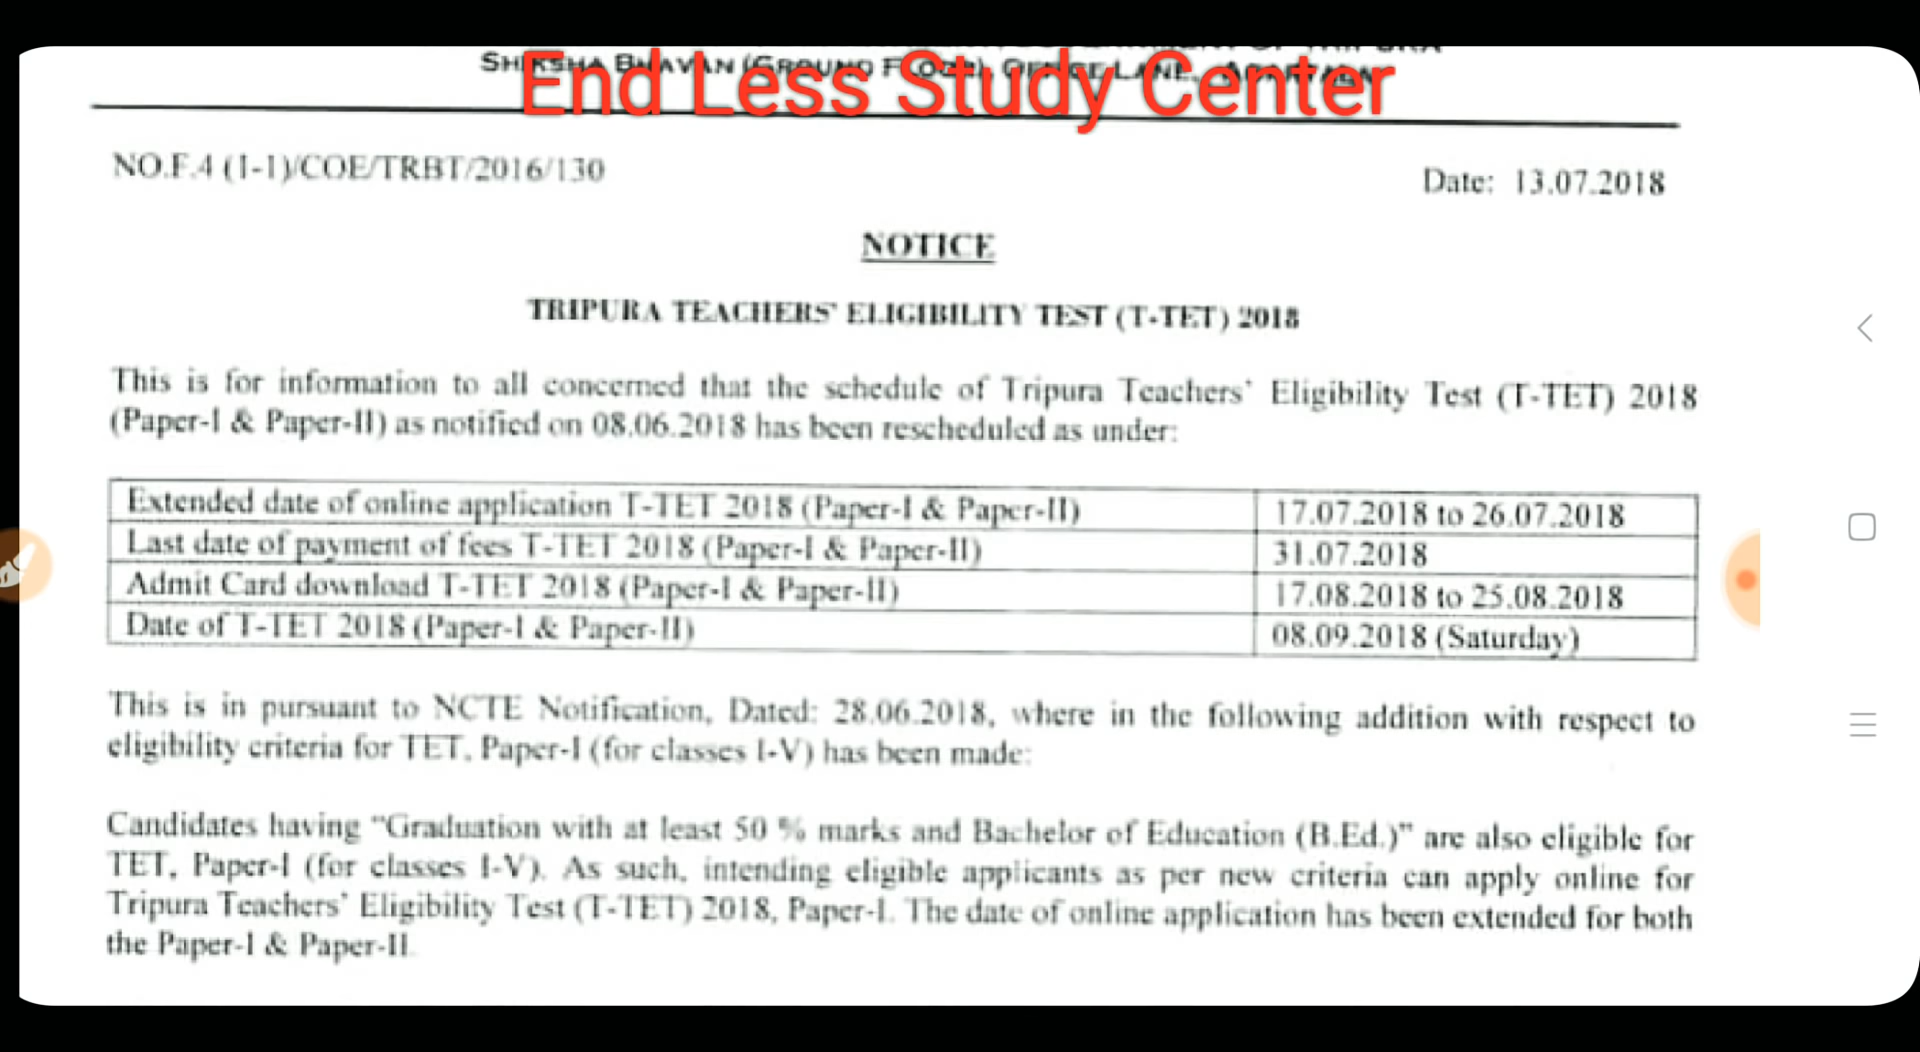 End Less Study Center
SHIKSHA BHAVAN (GROUND FLOOR), OFFICE LANE, AGARTALA
NO.F.4 (1-1)/COE/TRBT/2016/130
Date: 13.07.2018
NOTICE
TRIPURA TEACHERS' ELIGIBILITY TEST (T-TET) 2018
This is for information to all concerned that the schedule of Tripura Teachers' Eligibility Test (T-TET) 2018
(Paper-I & Paper-II) as notified on 08.06.2018 has been rescheduled as under:
Extended date of online application T-TET 2018 (Paper-I & Paper-II) 17.07.2018 to 26.07.2018
Last date of payment of fees T-TET 2018 (Paper-I & Paper-II) 31.07.2018
Admit Card download T-TET 2018 (Paper-I & Paper-II) 17.08.2018 to 25.08.2018
Date of T-TET 2018 (Paper-I & Paper-II) 08.09.2018 (Saturday)
This is in pursuant to NCTE Notification, Dated: 28.06.2018, where in the following addition with respect to
eligibility criteria for TET, Paper-I (for classes I-V) has been made:
Candidates having "Graduation with at least 50 % marks and Bachelor of Education (B.Ed.)" are also eligible for
TET, Paper-I (for classes I-V). As such, intending eligible applicants as per new criteria can apply online for
Tripura Teachers' Eligibility Test (T-TET) 2018, Paper-I. The date of online application has been extended for both
the Paper-I & Paper-II.